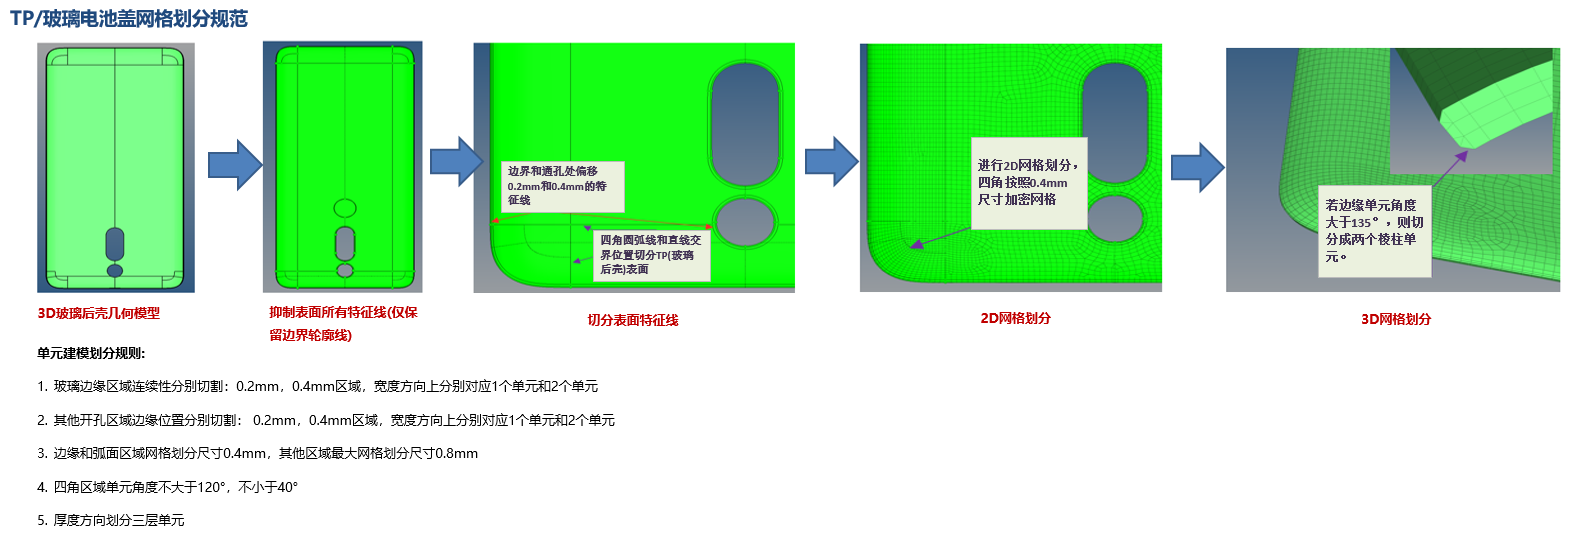 TP/玻璃电池盖网格划分规范
边界和通孔处偏移
0.2mm和0.4mm的特
征线
四角圆弧线和直线交
界位置切分TP(玻璃
后壳)表面
进行2D网格划分，
四角按照0.4mm
尺寸加密网格
若边缘单元角度
大于135°，则切
分成两个棱柱单
元。
3D玻璃后壳几何模型
抑制表面所有特征线(仅保
留边界轮廓线)
切分表面特征线
2D网格划分
3D网格划分
单元建模划分规则:
1. 玻璃边缘区域连续性分别切割：0.2mm，0.4mm区域，宽度方向上分别对应1个单元和2个单元
2. 其他开孔区域边缘位置分别切割： 0.2mm，0.4mm区域，宽度方向上分别对应1个单元和2个单元
3. 边缘和弧面区域网格划分尺寸0.4mm，其他区域最大网格划分尺寸0.8mm
4. 四角区域单元角度不大于120°，不小于40°
5. 厚度方向划分三层单元